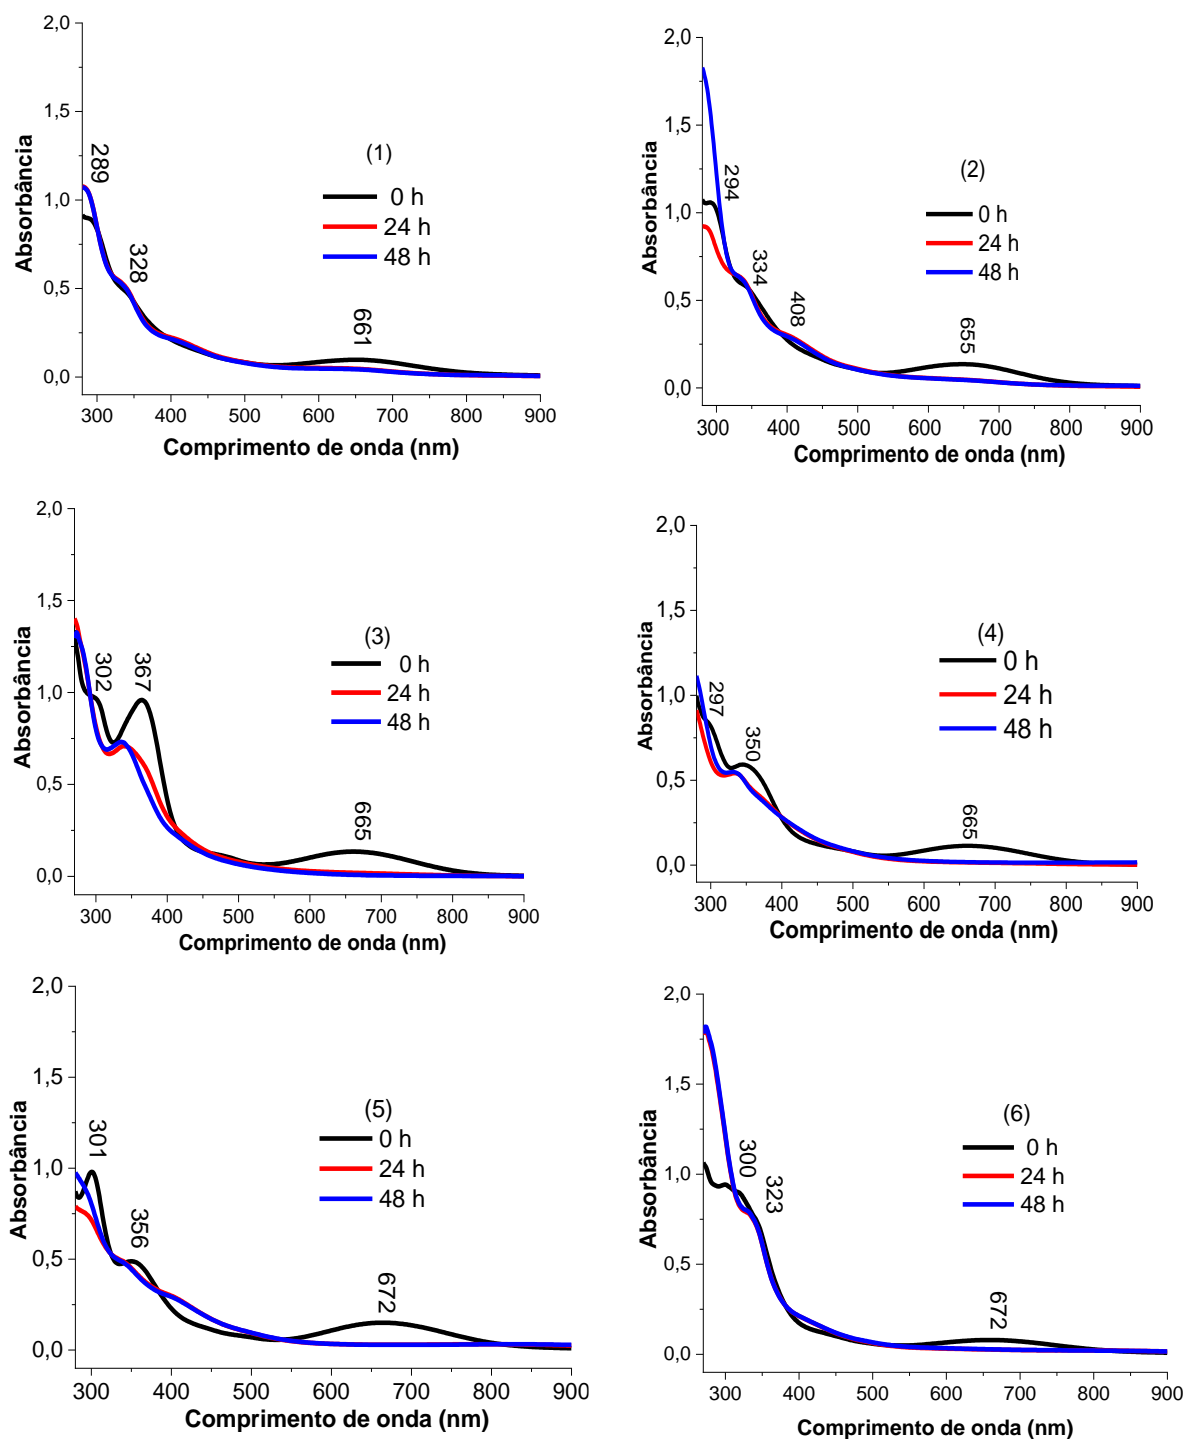 2,0
1,5
1,0
0,5
0,0
Absorbância
289
328
661
(1)
0 h
24 h
48 h
300 400 500 600 700 800 900
Comprimento de onda (nm)
2,0
1,5
1,0
0,5
0,0
Absorbância
294
334
408
655
(2)
0 h
24 h
48 h
300 400 500 600 700 800 900
Comprimento de onda (nm)
2,0
1,5
1,0
0,5
0,0
Absorbância
302
367
665
(3)
0 h
24 h
48 h
300 400 500 600 700 800 900
Comprimento de onda (nm)
2,0
1,5
1,0
0,5
0,0
Absorbância
297
350
665
(4)
0 h
24 h
48 h
300 400 500 600 700 800 900
Comprimento de onda (nm)
2,0
1,5
1,0
0,5
0,0
Absorbância
301
356
672
(5)
0 h
24 h
48 h
300 400 500 600 700 800 900
Comprimento de onda (nm)
2,0
1,5
1,0
0,5
0,0
Absorbância
300
323
672
(6)
0 h
24 h
48 h
300 400 500 600 700 800 900
Comprimento de onda (nm)